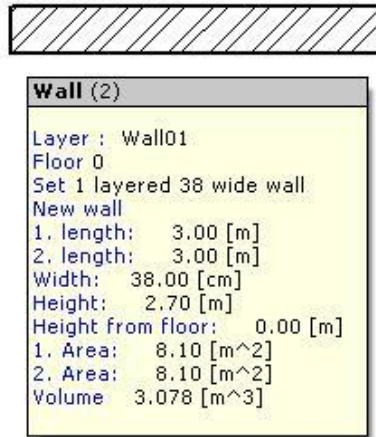 Wall (2)
Layer : Wall01
Floor 0
Set 1 layered 38 wide wall
New wall
1. length: 3.00 [m]
2. length: 3.00 [m]
Width: 38.00 [cm]
Height: 2.70 [m]
Height from floor: 0.00 [m]
1. Area: 8.10 [m^2]
2. Area: 8.10 [m^2]
Volume 3.078 [m^3]